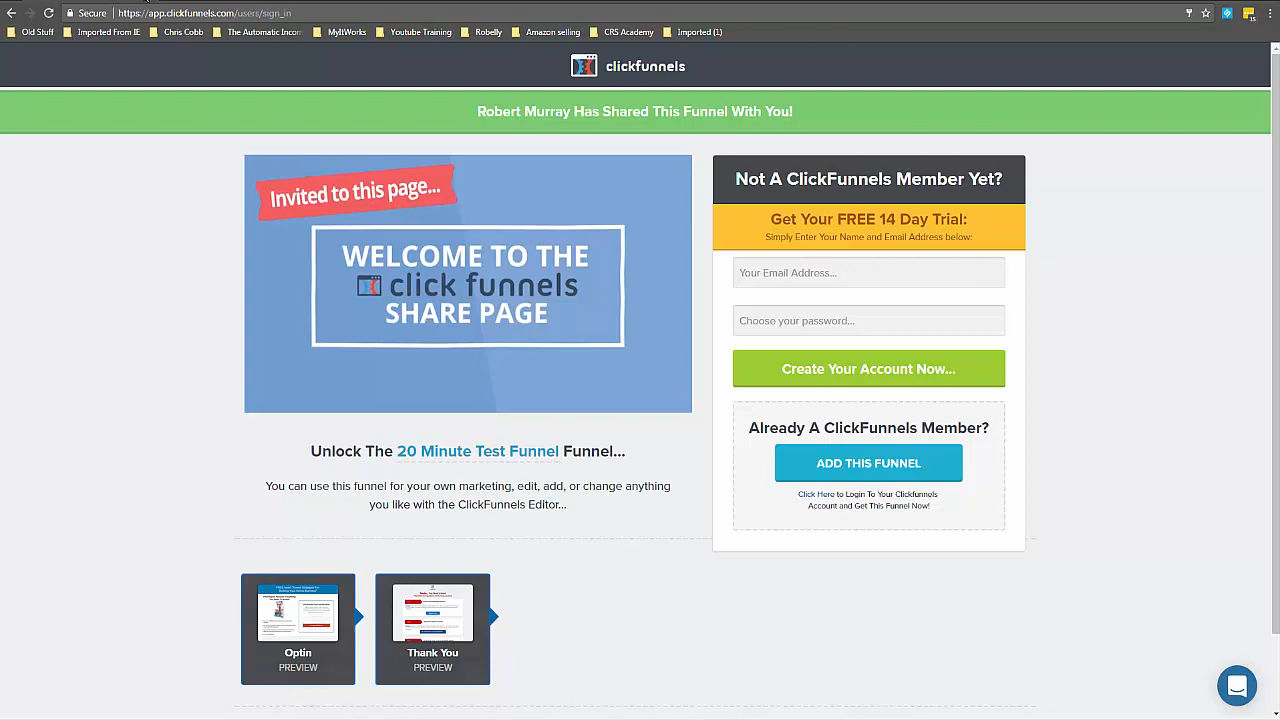 Secure https://app.clickfunnels.com/users/sign_in
Old Stuff Imported From IE Chris Cobb The Automatic Incom MyItWorks Youtube Training Robelly Amazon selling CRS Academy Imported (1)
clickfunnels
Robert Murray Has Shared This Funnel With You!
Invited to this page...
WELCOME TO THE
click funnels
SHARE PAGE
Unlock The 20 Minute Test Funnel Funnel...
You can use this funnel for your own marketing, edit, add, or change anything
you like with the ClickFunnels Editor...
Not A ClickFunnels Member Yet?
Get Your FREE 14 Day Trial:
Simply Enter Your Name and Email Address below:
Your Email Address...
Choose your password...
Create Your Account Now...
Already A ClickFunnels Member?
ADD THIS FUNNEL
Click Here to Login To Your Clickfunnels
Account and Get This Funnel Now!
Optin
PREVIEW
Thank You
PREVIEW